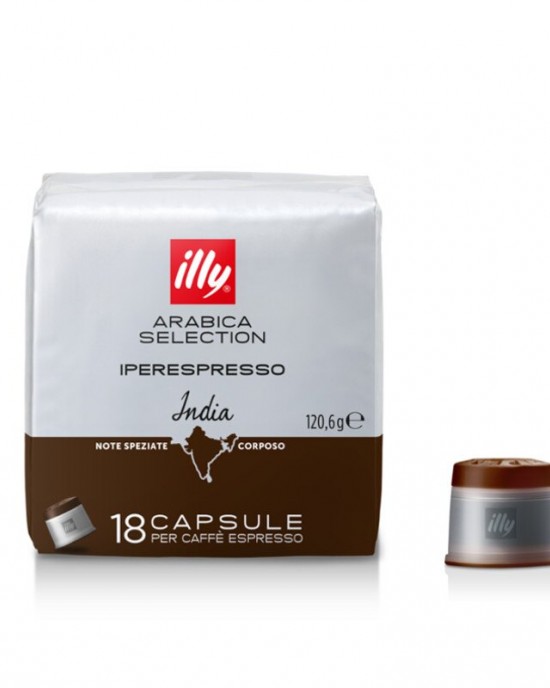 illy
ARABICA
SELECTION
IPERESPRESSO
India
120,6g℮
NOTE SPEZIATE CORPOSO
18 CAPSULE
PER CAFFÈ ESPRESSO
illy